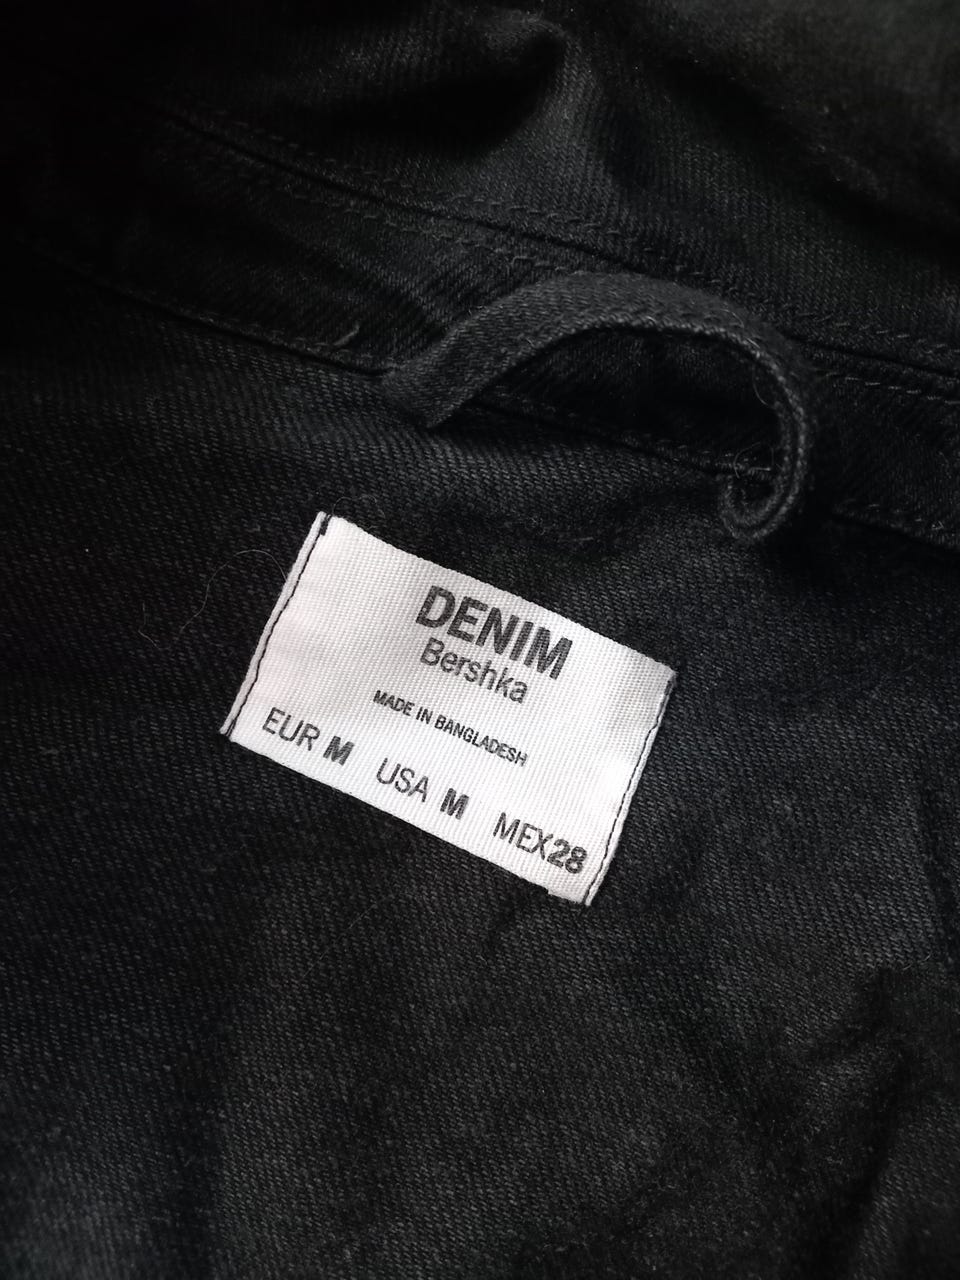 DENIM
Bershka
MADE IN BANGLADESH
EUR M USA M MEX28